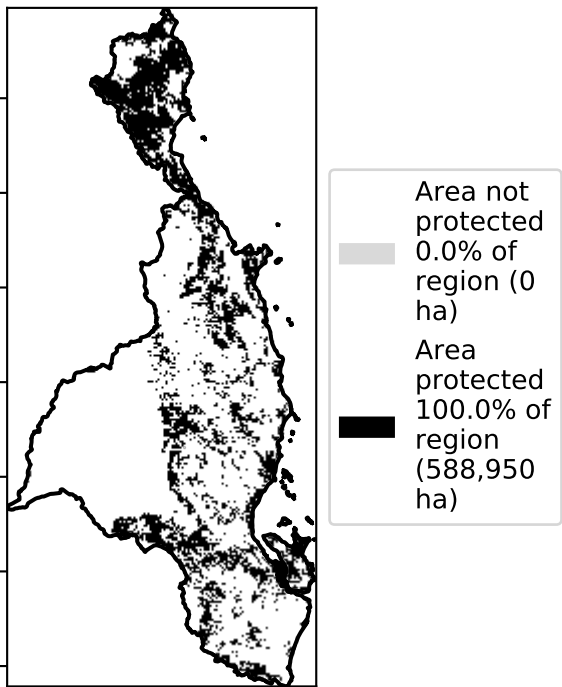 Area not
protected
0.0% of
region (0
ha)
Area
protected
100.0% of
region
(588,950
ha)